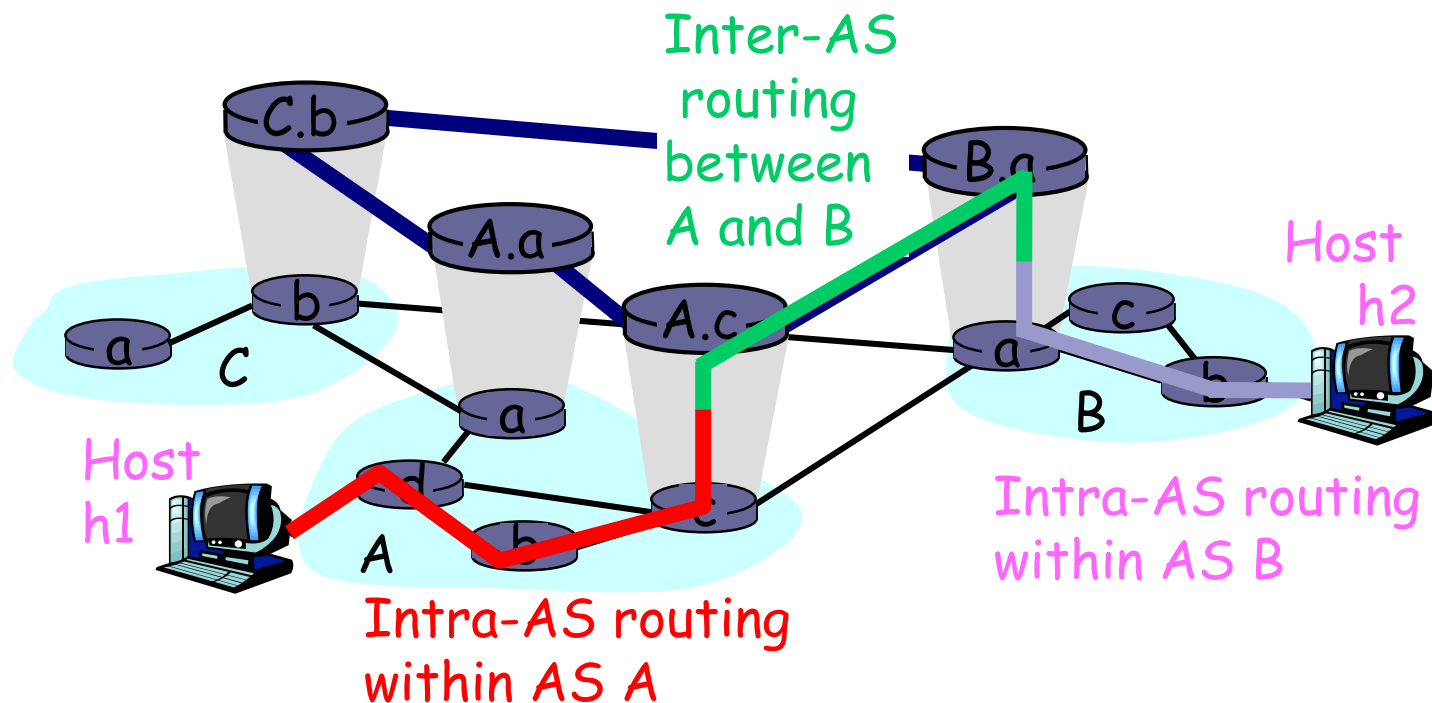 Inter-AS
routing
between
A and B
C.b
B.a
A.a
A.c
Host
h2
b
a
C
c
a
b
B
a
Host
h1
d
c
b
A
Intra-AS routing
within AS B
Intra-AS routing
within AS A